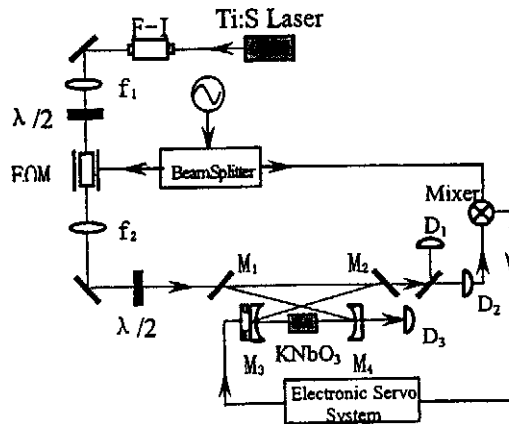 Ti:S Laser
F-I
f₁
λ/2
EOM
BeamSplitter
Mixer
f₂
D₁
M₁
M₂
D₂
λ/2
M₃
KNbO₃
M₄
D₃
Electronic Servo
System